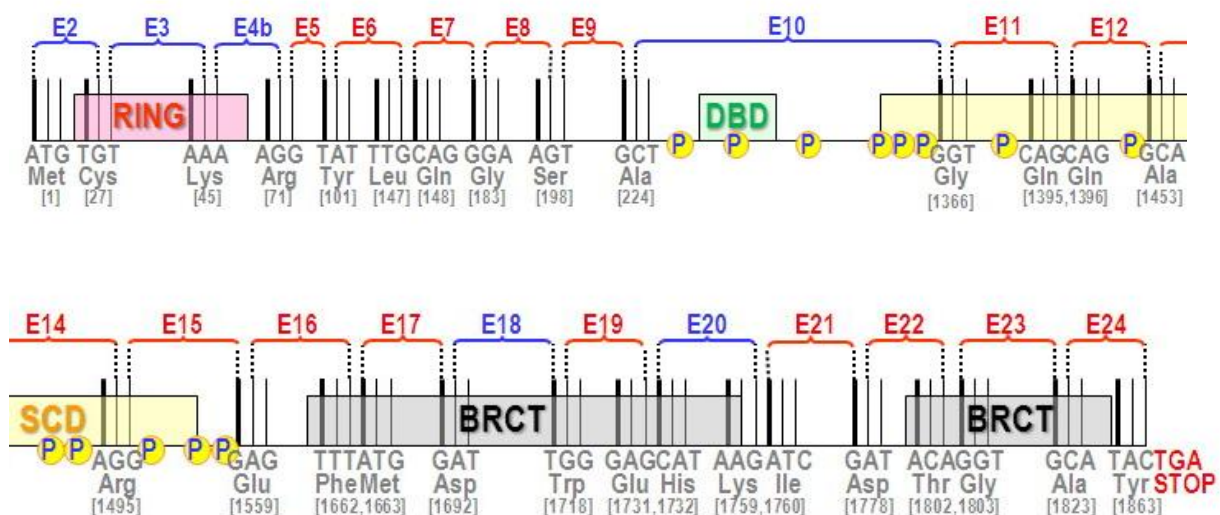 E2 E3 E4b E5 E6 E7 E8 E9 E10 E11 E12
RING DBD
P P P P P P P P
ATG TGT AAA AGG TAT TTG CAG GGA AGT GCT GGT CAG CAG GCA
Met Cys Lys Arg Tyr Leu Gln Gly Ser Ala Gly Gln Gln Ala
[1] [27] [45] [71] [101] [147] [148] [183] [198] [224] [1366] [1395,1396] [1453]
E14 E15 E16 E17 E18 E19 E20 E21 E22 E23 E24
SCD BRCT BRCT
P P P P P
AGG GAG TTT ATG GAT TGG GAG CAT AAG ATC GAT ACA GGT GCA TAC TGA
Arg Glu Phe Met Asp Trp Glu His Lys Ile Asp Thr Gly Ala Tyr STOP
[1495] [1559] [1662,1663] [1692] [1718] [1731,1732] [1759,1760] [1778] [1802,1803] [1823] [1863]